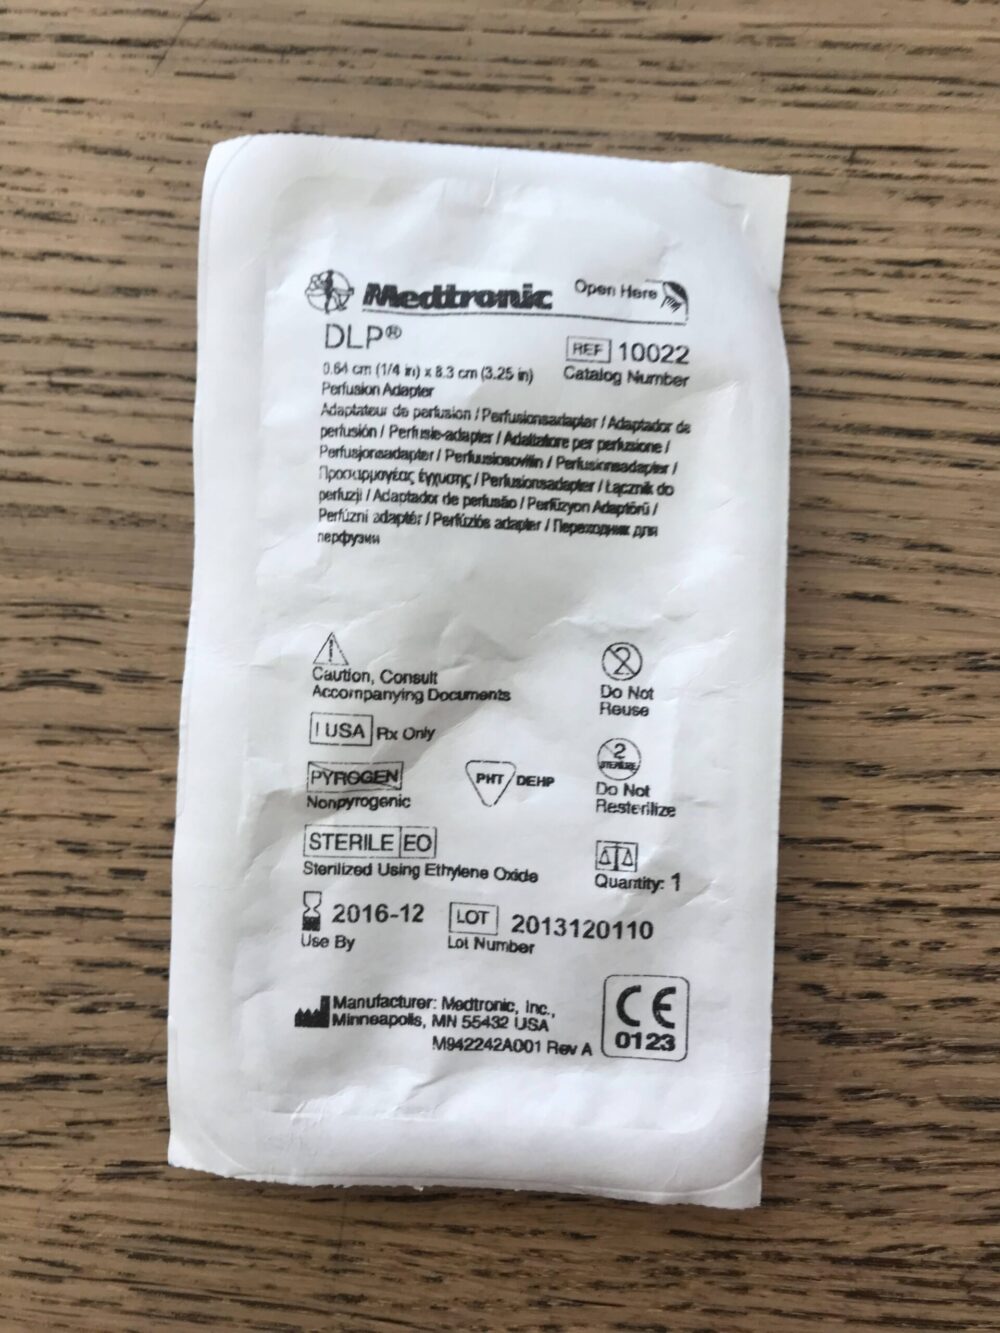 Medtronic
Open Here
DLP®
REF 10022
Catalog Number
0.64 cm (1/4 in) x 8.3 cm (3.25 in)
Perfusion Adapter
Adaptateur de perfusion / Perfusionsadapter / Adaptador de
perfusión / Perfusie-adapter / Adattatore per perfusione /
Perfusjonsadapter / Perfuusiosovitin / Perfusionsadapter /
Προσαρμογέας έγχυσης / Perfusionsadapter / Łącznik do
perfuzji / Adaptador de perfusão / Perfüzyon Adaptörü /
Perfúzní adaptér / Perfúziós adapter / Переходник для
перфузии
Caution, Consult
Accompanying Documents
2
Do Not
Reuse
! USA Rx Only
PYROGEN
Nonpyrogenic
PHT DEHP
2
STERILIZE
Do Not
Resterilize
STERILE EO
Sterilized Using Ethylene Oxide
Quantity: 1
2016-12
Use By
LOT 2013120110
Lot Number
Manufacturer: Medtronic, Inc.,
Minneapolis, MN 55432 USA
M942242A001 Rev A
CE
0123